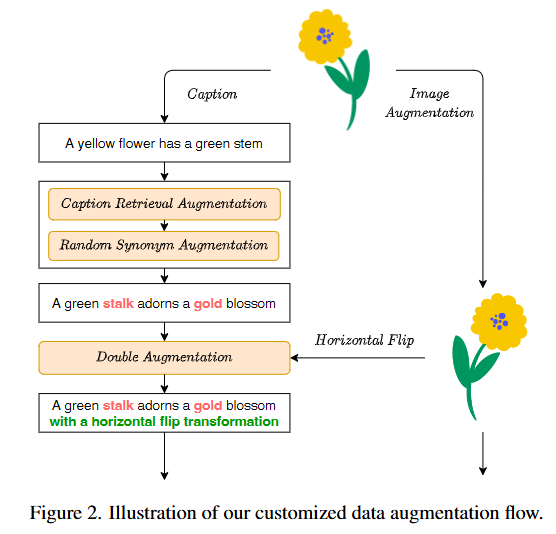 Caption
Image
Augmentation
A yellow flower has a green stem
Caption Retrieval Augmentation
Random Synonym Augmentation
A green stalk adorns a gold blossom
Horizontal Flip
Double Augmentation
A green stalk adorns a gold blossom
with a horizontal flip transformation
Figure 2. Illustration of our customized data augmentation flow.